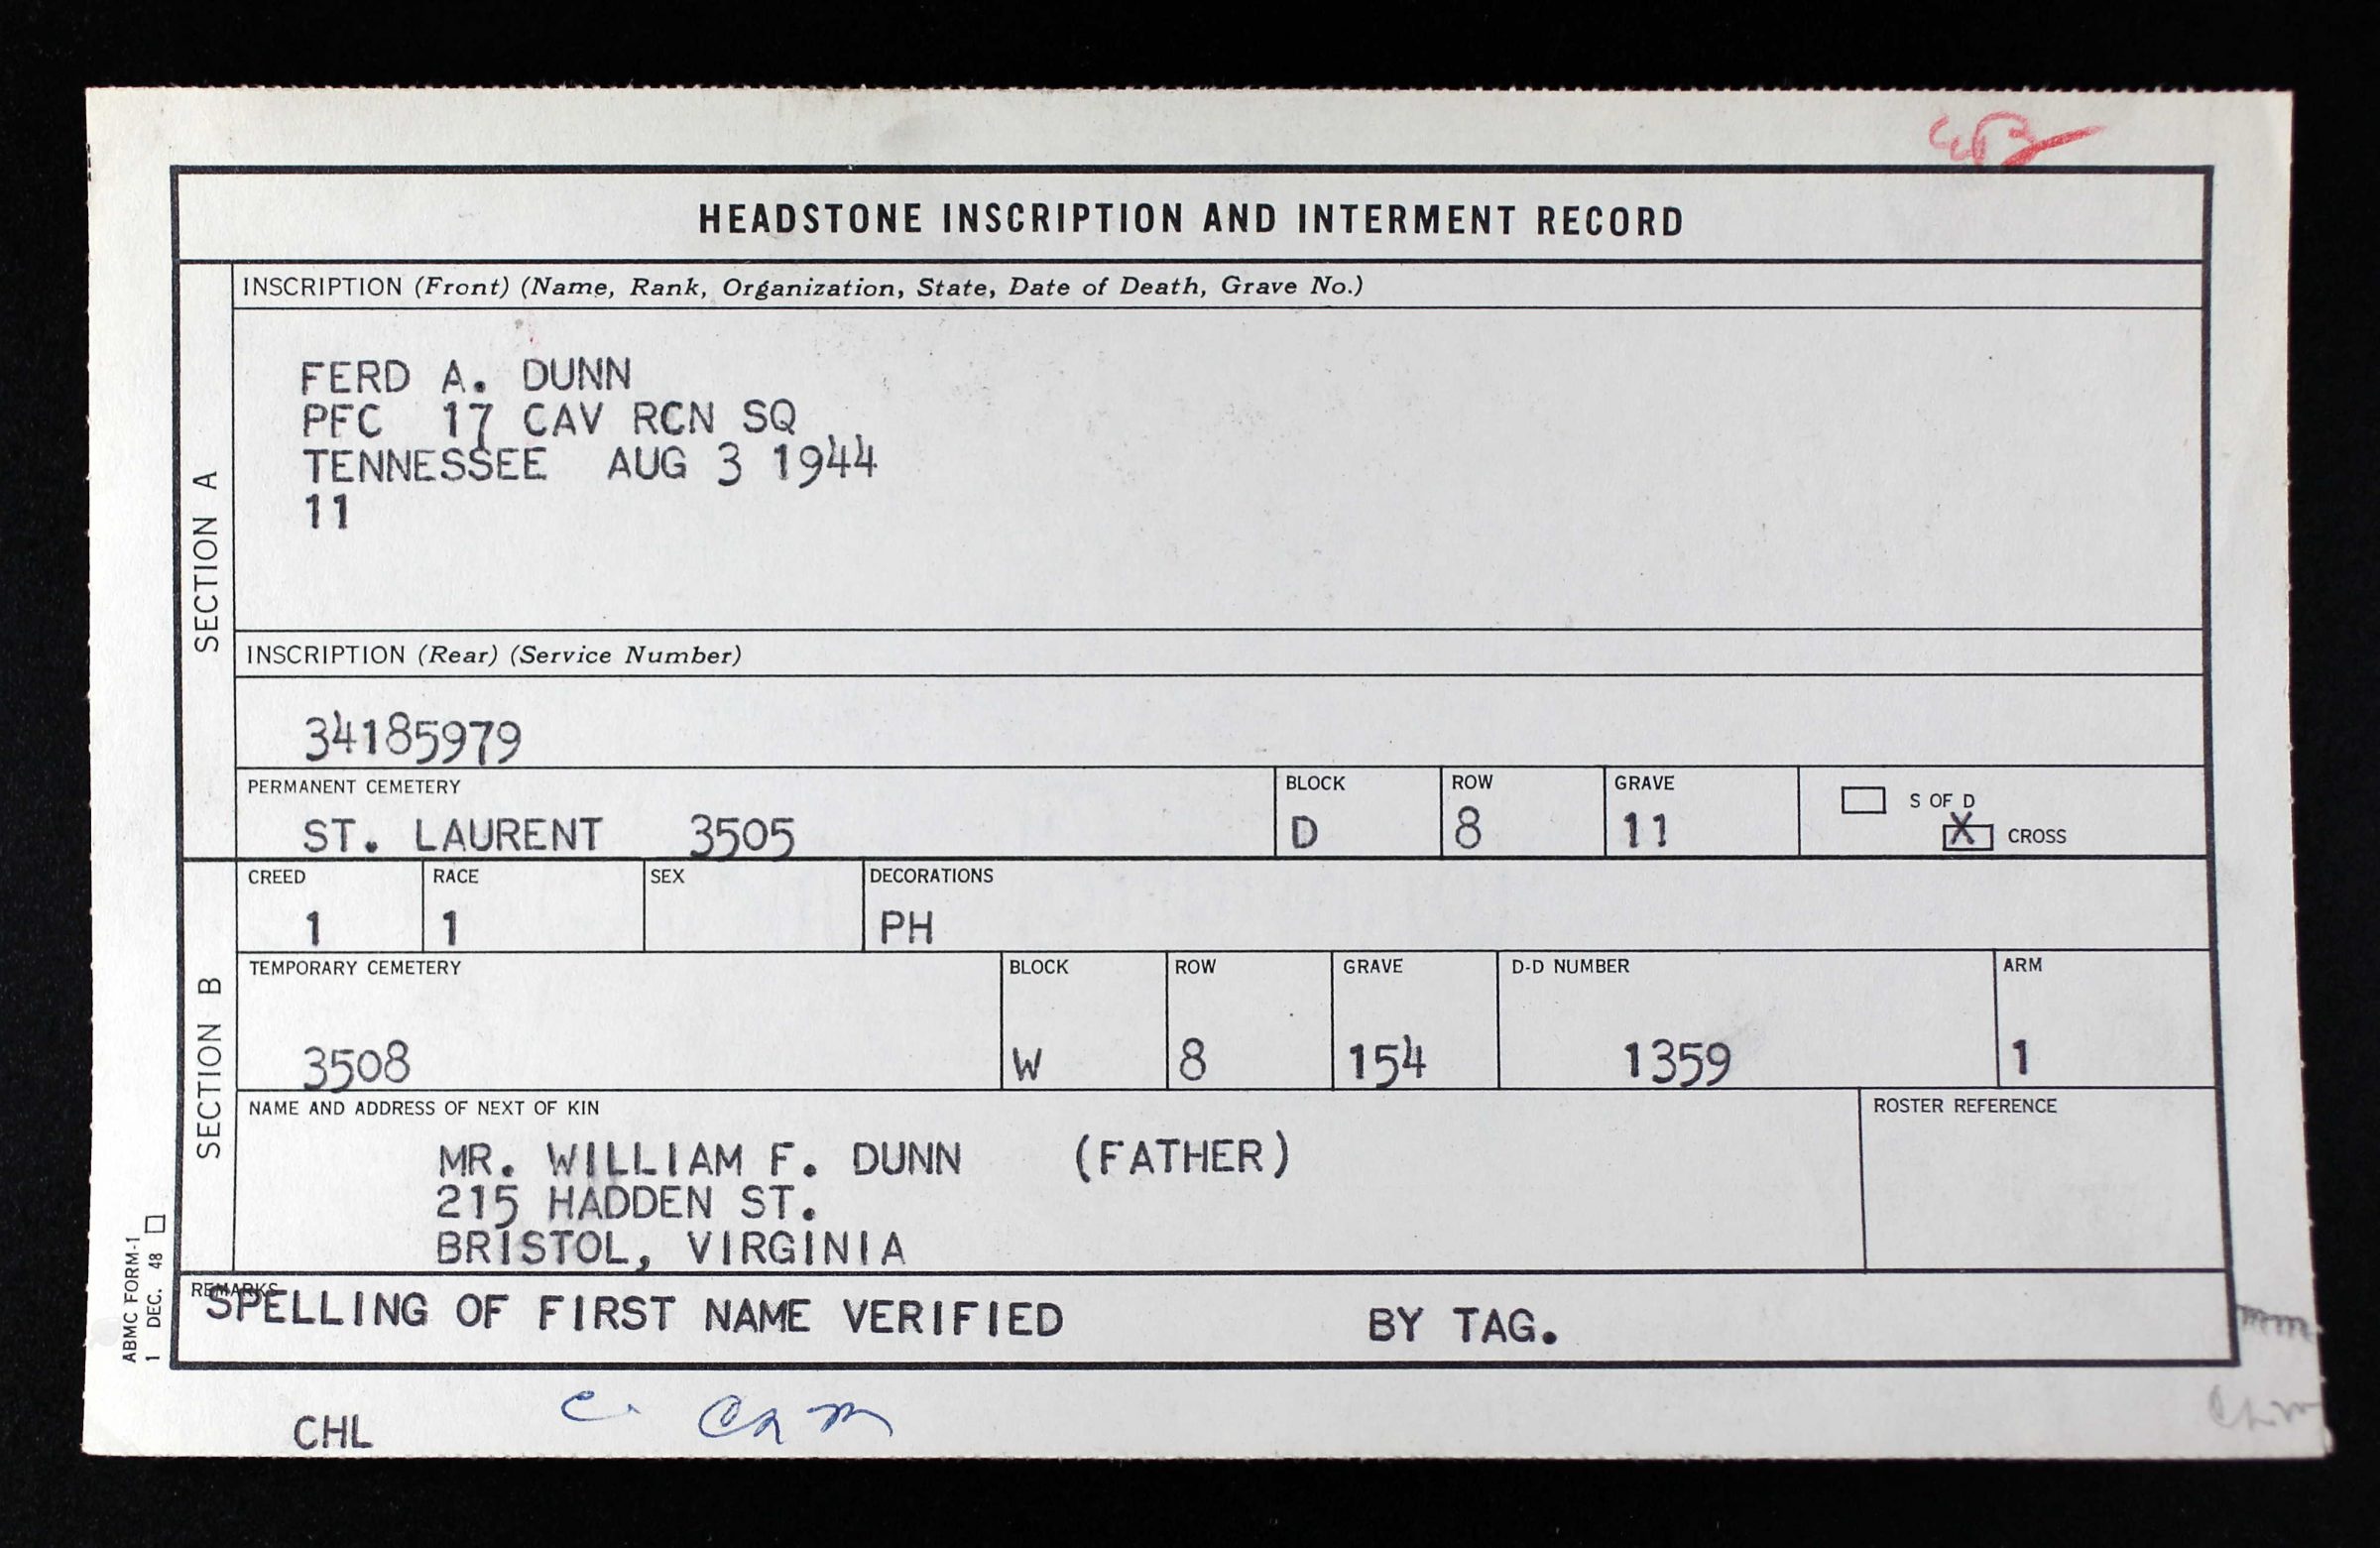 HEADSTONE INSCRIPTION AND INTERMENT RECORD
SECTION A
INSCRIPTION (Front) (Name, Rank, Organization, State, Date of Death, Grave No.)
FERD A. DUNN
PFC 17 CAV RCN SQ
TENNESSEE AUG 3 1944
11
INSCRIPTION (Rear) (Service Number)
34185979
PERMANENT CEMETERY BLOCK ROW GRAVE
ST. LAURENT 3505 D 8 11
S OF D
X CROSS
SECTION B
CREED RACE SEX DECORATIONS
1 1 PH
TEMPORARY CEMETERY BLOCK ROW GRAVE D-D NUMBER ARM
3508 W 8 154 1359 1
NAME AND ADDRESS OF NEXT OF KIN ROSTER REFERENCE
MR. WILLIAM F. DUNN (FATHER)
215 HADDEN ST.
BRISTOL, VIRGINIA
REMARKS
SPELLING OF FIRST NAME VERIFIED BY TAG.
ABMC FORM-1
1 DEC. 48
CHL